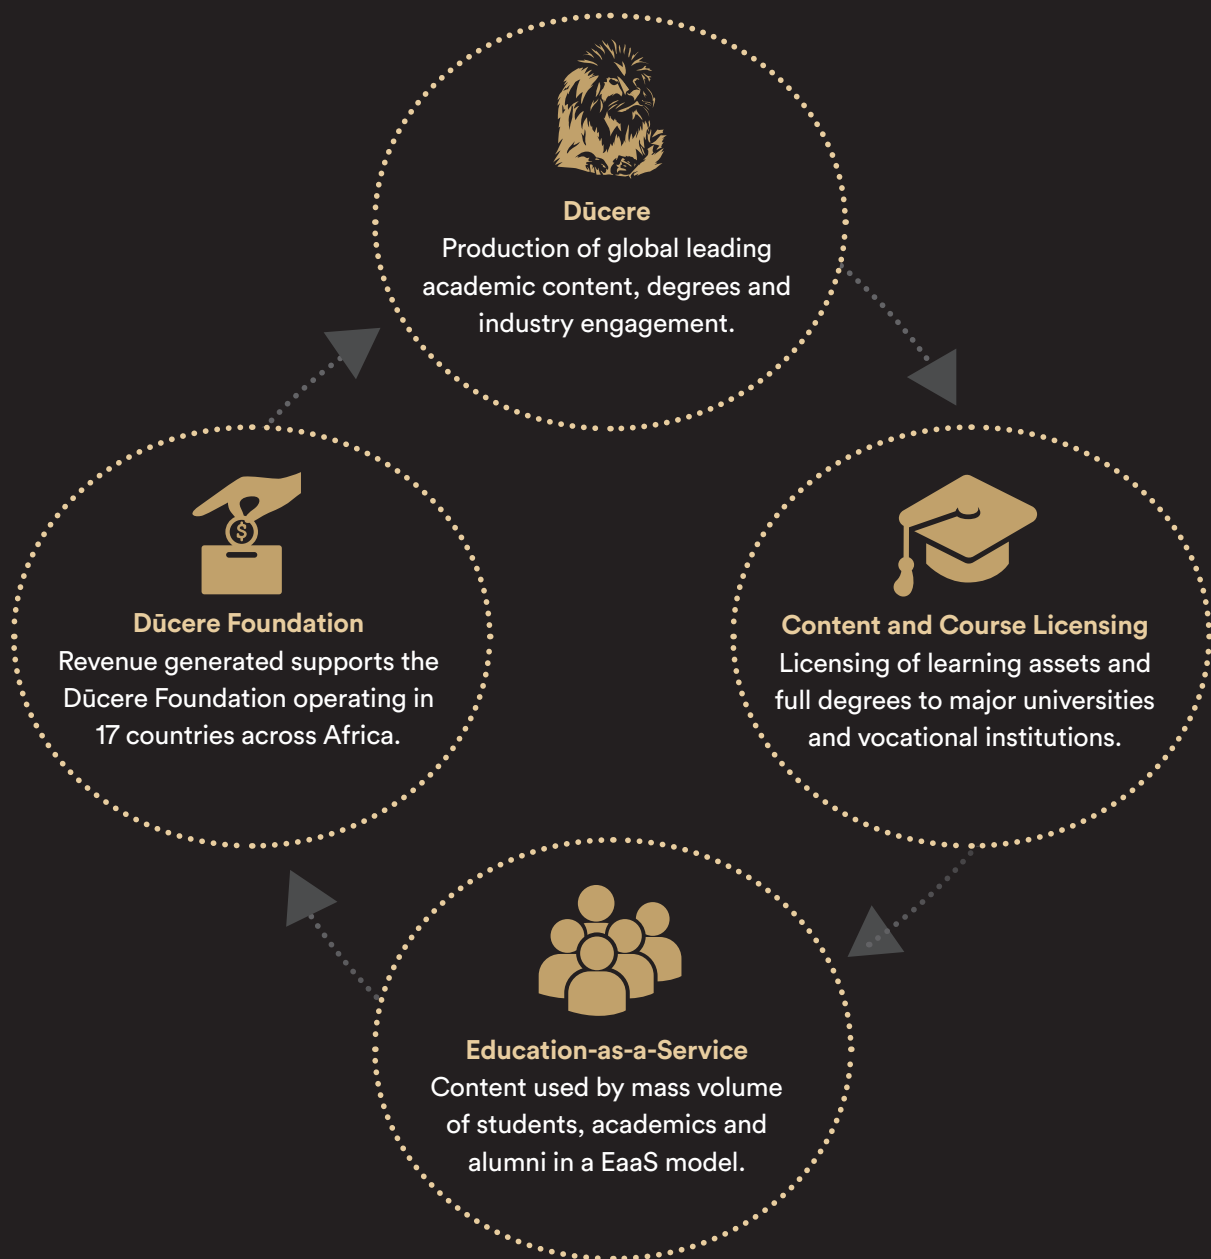 Dūcere
Production of global leading
academic content, degrees and
industry engagement.
$
Dūcere Foundation
Revenue generated supports the
Dūcere Foundation operating in
17 countries across Africa.
Content and Course Licensing
Licensing of learning assets and
full degrees to major universities
and vocational institutions.
Education-as-a-Service
Content used by mass volume
of students, academics and
alumni in a EaaS model.